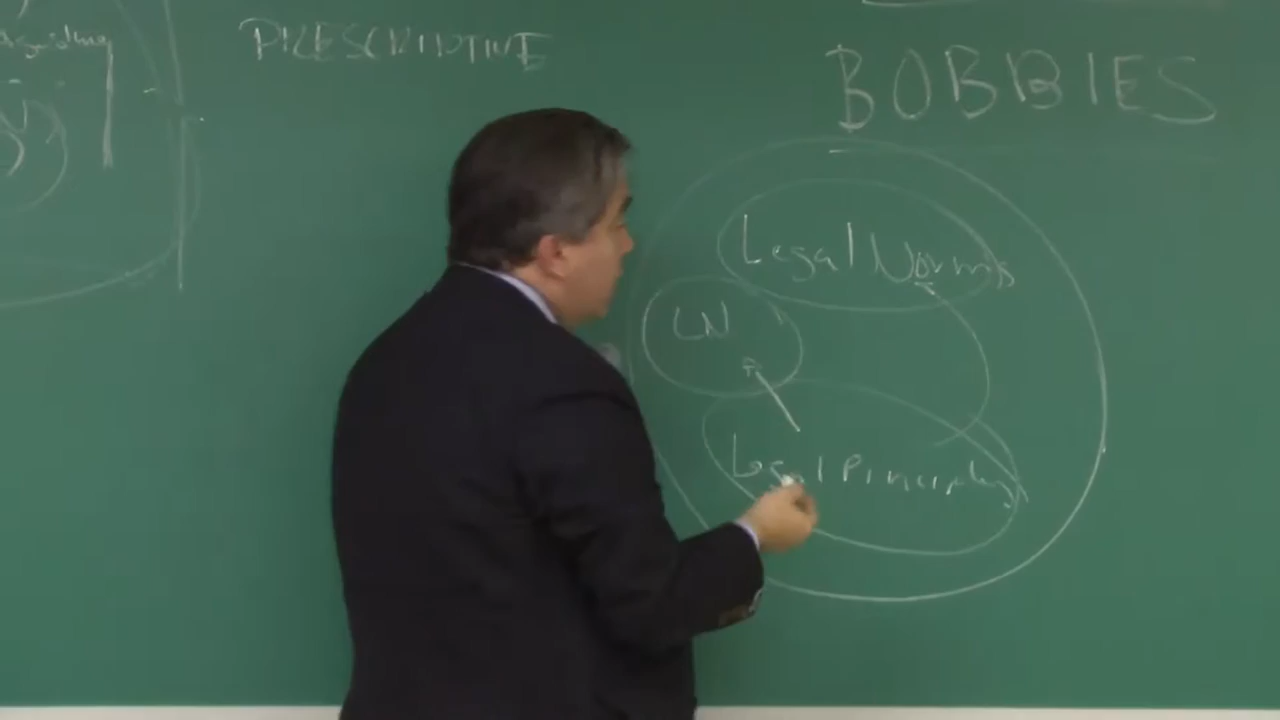 PRESCRIPTIVE
BOBBIES
Legal Norms
LN
Legal Principles